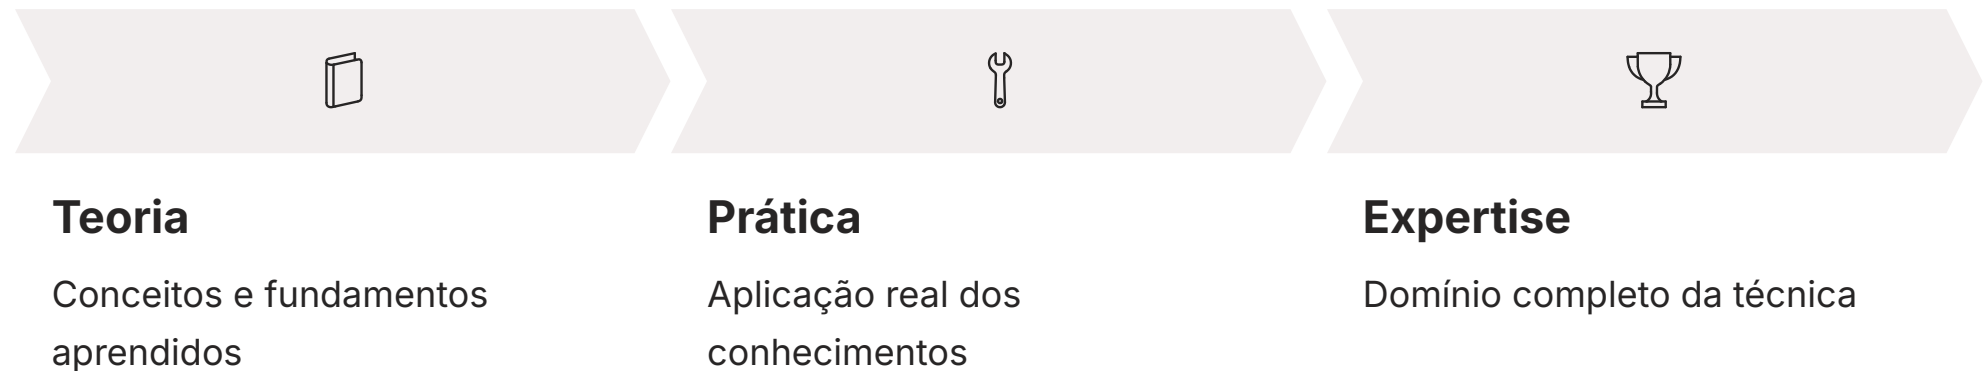 Teoria
Conceitos e fundamentos
aprendidos
Prática
Aplicação real dos
conhecimentos
Expertise
Domínio completo da técnica